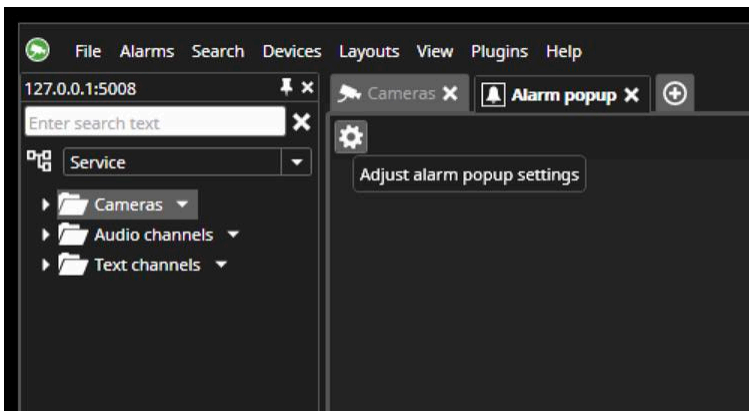 File Alarms Search Devices Layouts View Plugins Help
127.0.0.1:5008
Cameras
Alarm popup
Enter search text
Service
Adjust alarm popup settings
Cameras
Audio channels
Text channels